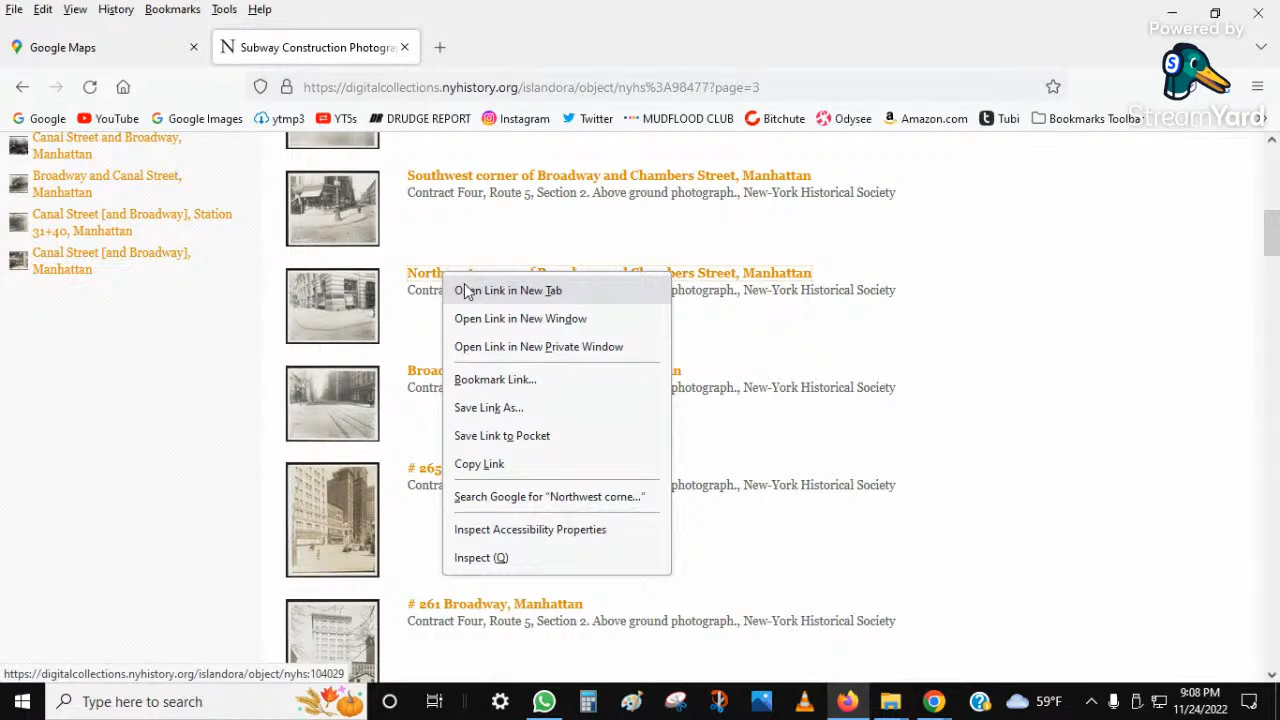 File Edit View History Bookmarks Tools Help
Powered by
Google Maps
N Subway Construction Photogra
https://digitalcollections.nyhistory.org/islandora/object/nyhs%3A98477?page=3
StreamYard
Google YouTube Google Images ytmp3 YT5s DRUDGE REPORT Instagram Twitter MUDFLOOD CLUB Bitchute Odysee Amazon.com Tubi Bookmarks Toolba
Canal Street and Broadway,
Manhattan
Broadway and Canal Street,
Manhattan
Canal Street [and Broadway], Station
31+40, Manhattan
Canal Street [and Broadway],
Manhattan
Southwest corner of Broadway and Chambers Street, Manhattan
Contract Four, Route 5, Section 2. Above ground photograph., New-York Historical Society
Chambers Street, Manhattan
photograph., New-York Historical Society
Open Link in New Tab
Open Link in New Window
Open Link in New Private Window
Bookmark Link...
Save Link As...
Save Link to Pocket
Copy Link
Search Google for "Northwest corne..."
Inspect Accessibility Properties
Inspect (Q)
photograph., New-York Historical Society
# 265
photograph., New-York Historical Society
# 261 Broadway, Manhattan
Contract Four, Route 5, Section 2. Above ground photograph., New-York Historical Society
https://digitalcollections.nyhistory.org/islandora/object/nyhs:104029
Type here to search
59°F
9:08 PM
11/24/2022